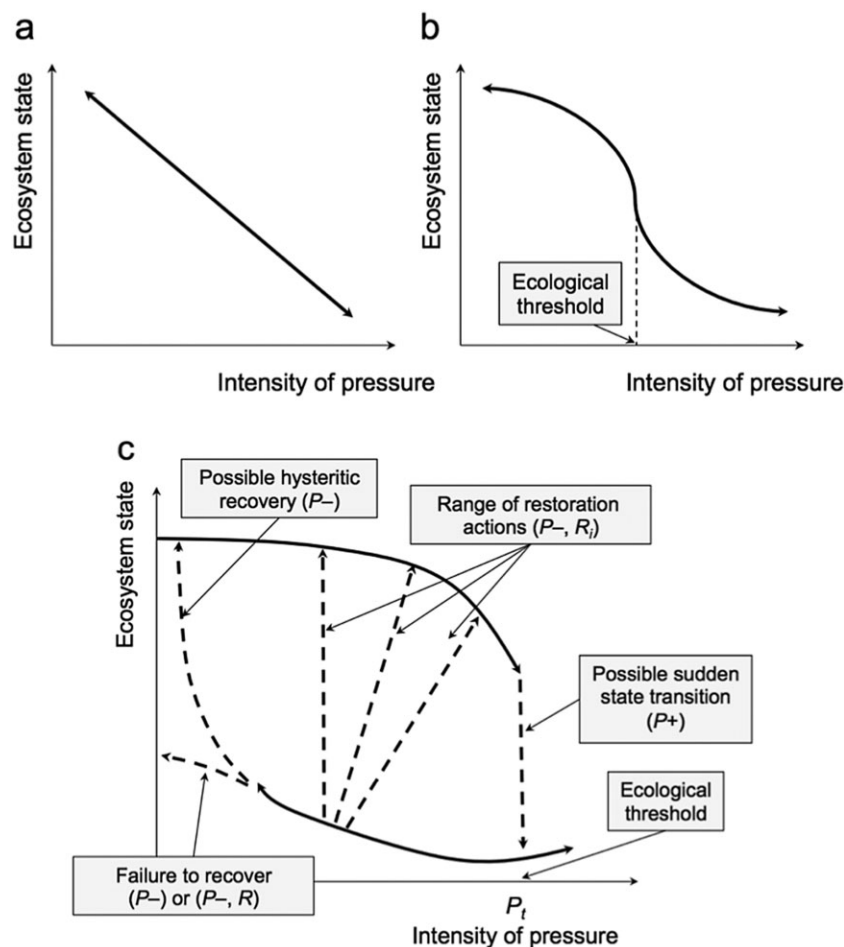 a
Ecosystem state
Intensity of pressure
b
Ecosystem state
Ecological
threshold
Intensity of pressure
c
Ecosystem state
Possible hysteritic
recovery (P–)
Range of restoration
actions (P–, Ri)
Possible sudden
state transition
(P+)
Ecological
threshold
Failure to recover
(P–) or (P–, R)
Pt
Intensity of pressure